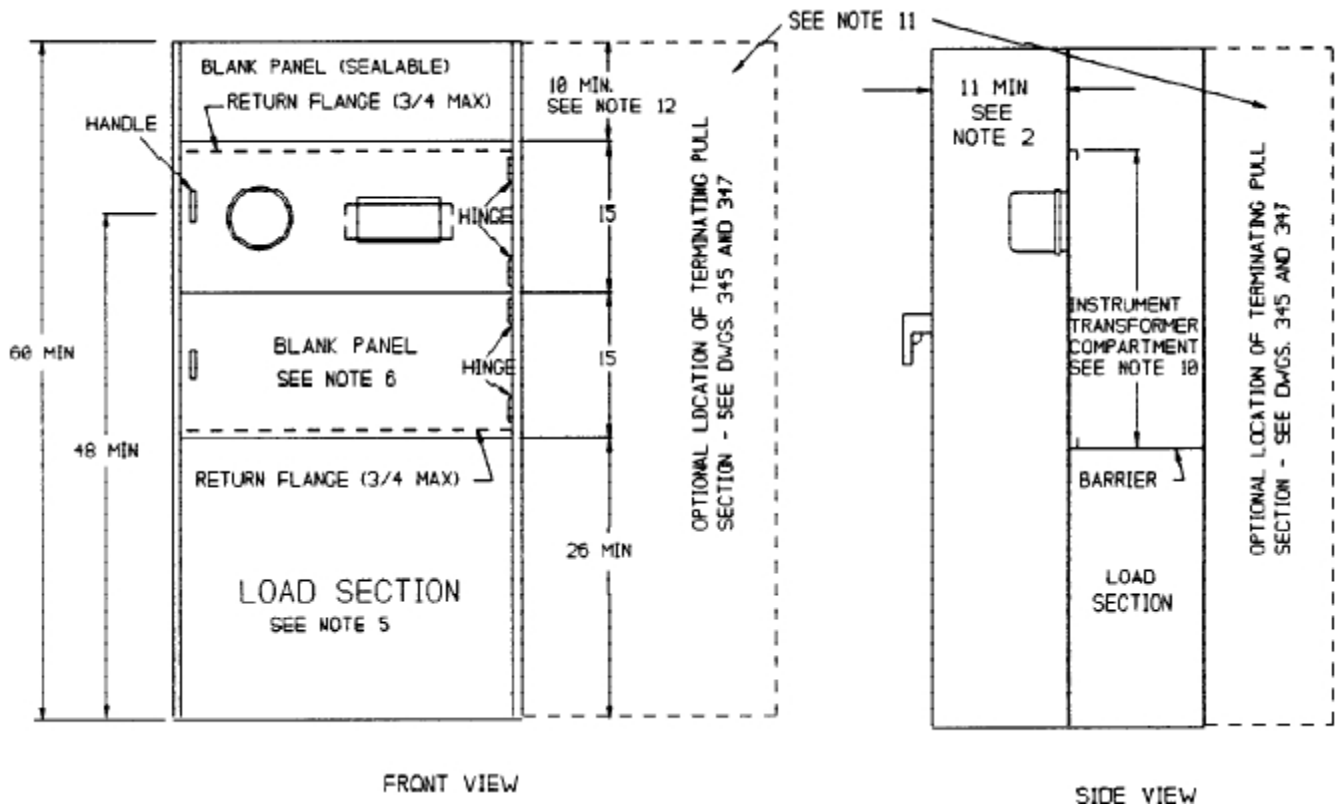 SEE NOTE 11
BLANK PANEL (SEALABLE)
RETURN FLANGE (3/4 MAX)
HANDLE
10 MIN.
SEE NOTE 12
HINGE
15
60 MIN
48 MIN
BLANK PANEL
SEE NOTE 6
HINGE
15
RETURN FLANGE (3/4 MAX)
26 MIN
LOAD SECTION
SEE NOTE 5
OPTIONAL LOCATION OF TERMINATING PULL
SECTION - SEE DWGS. 345 AND 347
FRONT VIEW
11 MIN
SEE
NOTE 2
INSTRUMENT
TRANSFORMER
COMPARTMENT
SEE NOTE 10
BARRIER
LOAD
SECTION
OPTIONAL LOCATION OF TERMINATING PULL
SECTION - SEE DWGS. 345 AND 347
SIDE VIEW